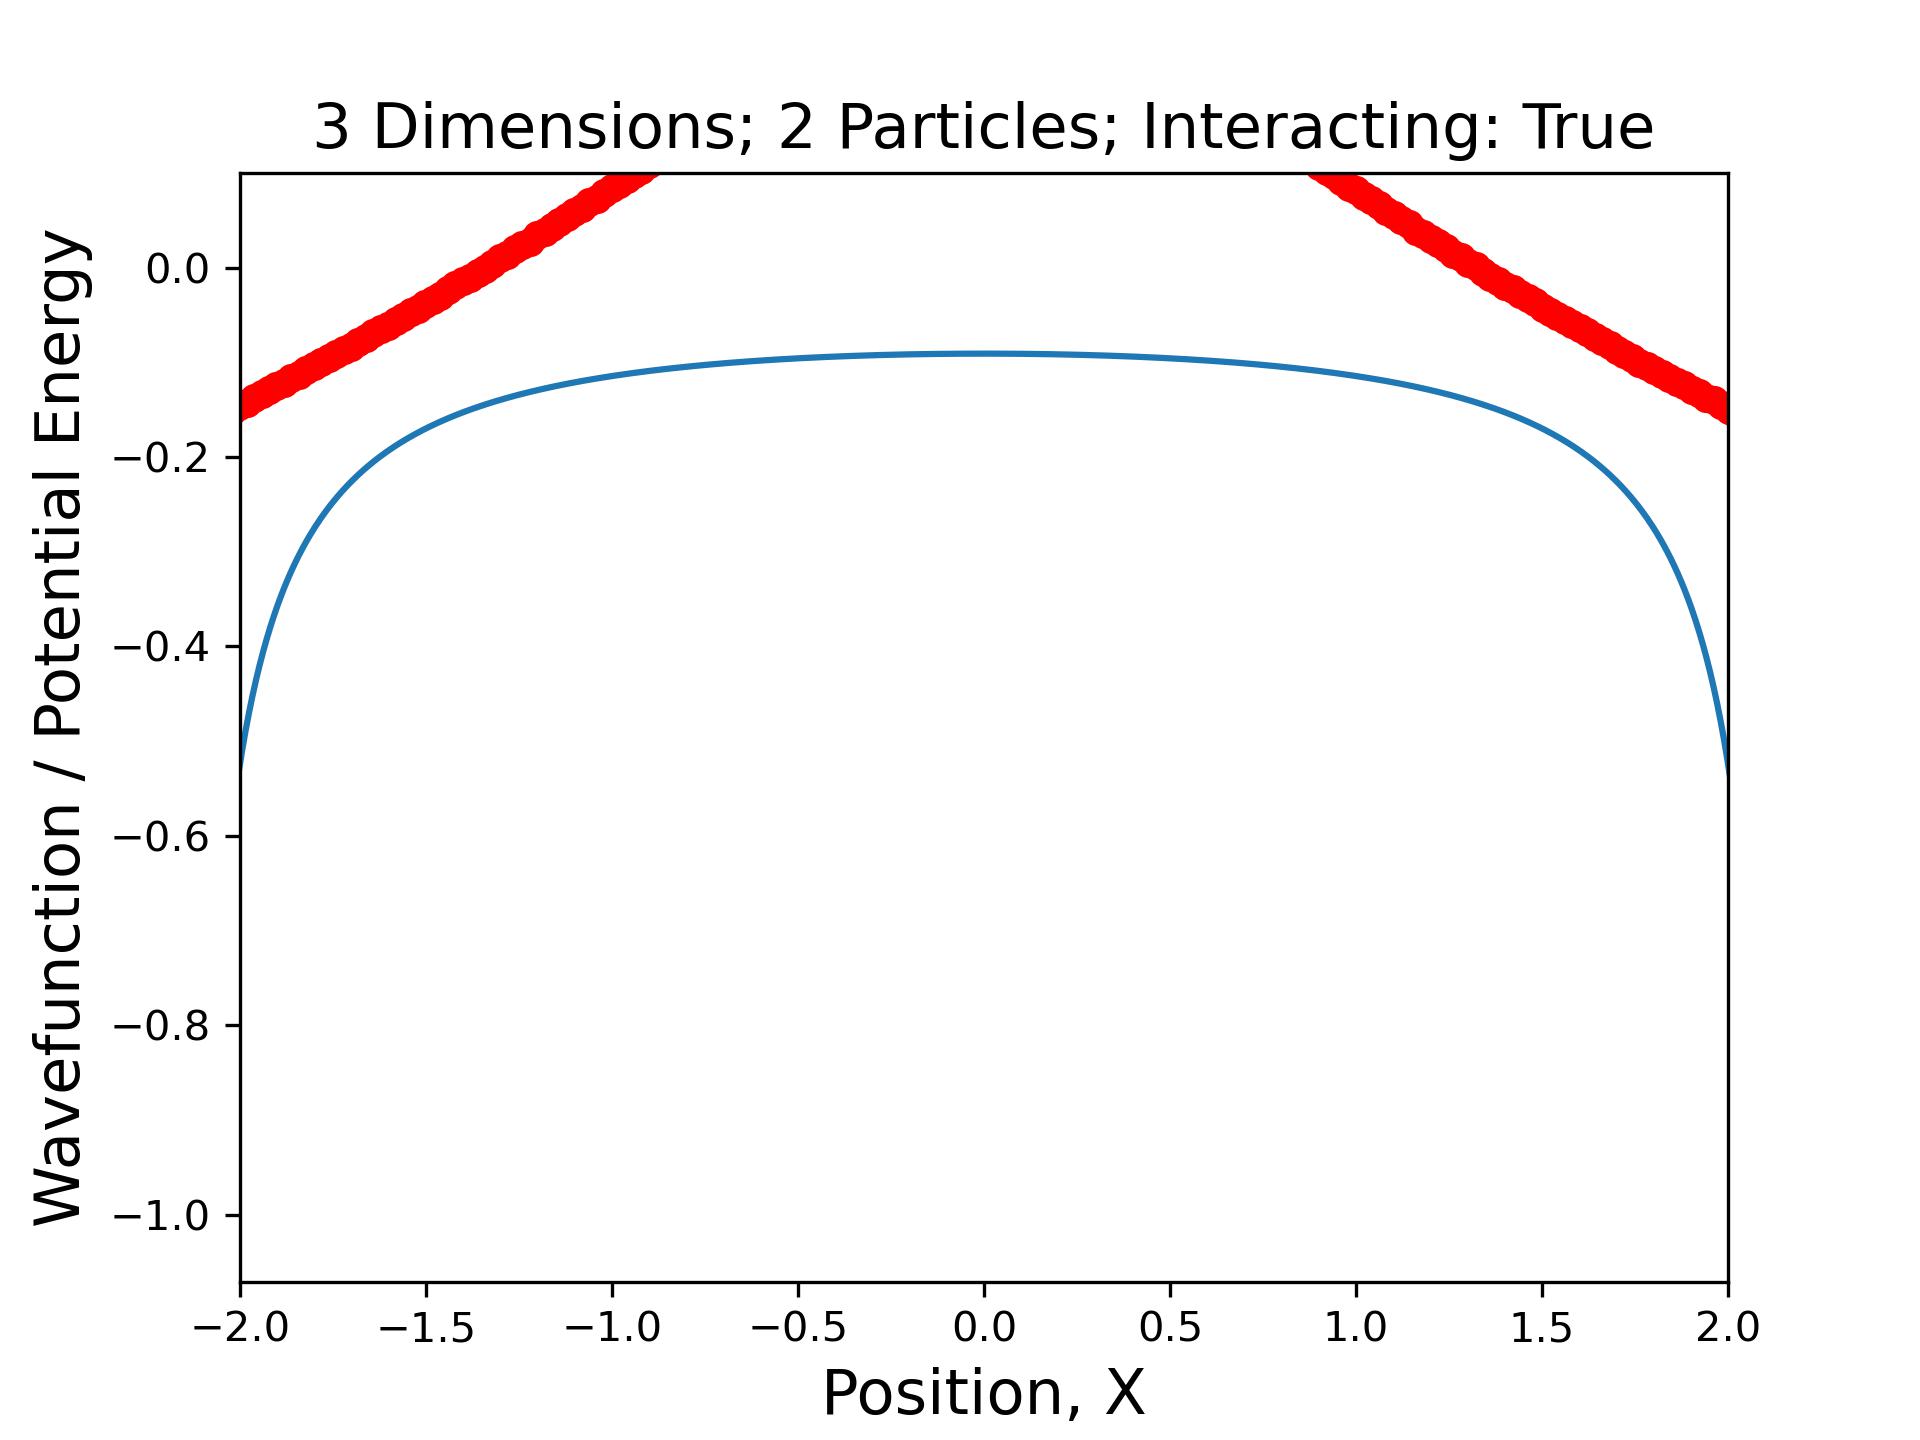 3 Dimensions; 2 Particles; Interacting: True
Wavefunction / Potential Energy
0.0
−0.2
−0.4
−0.6
−0.8
−1.0
−2.0 −1.5 −1.0 −0.5 0.0 0.5 1.0 1.5 2.0
Position, X